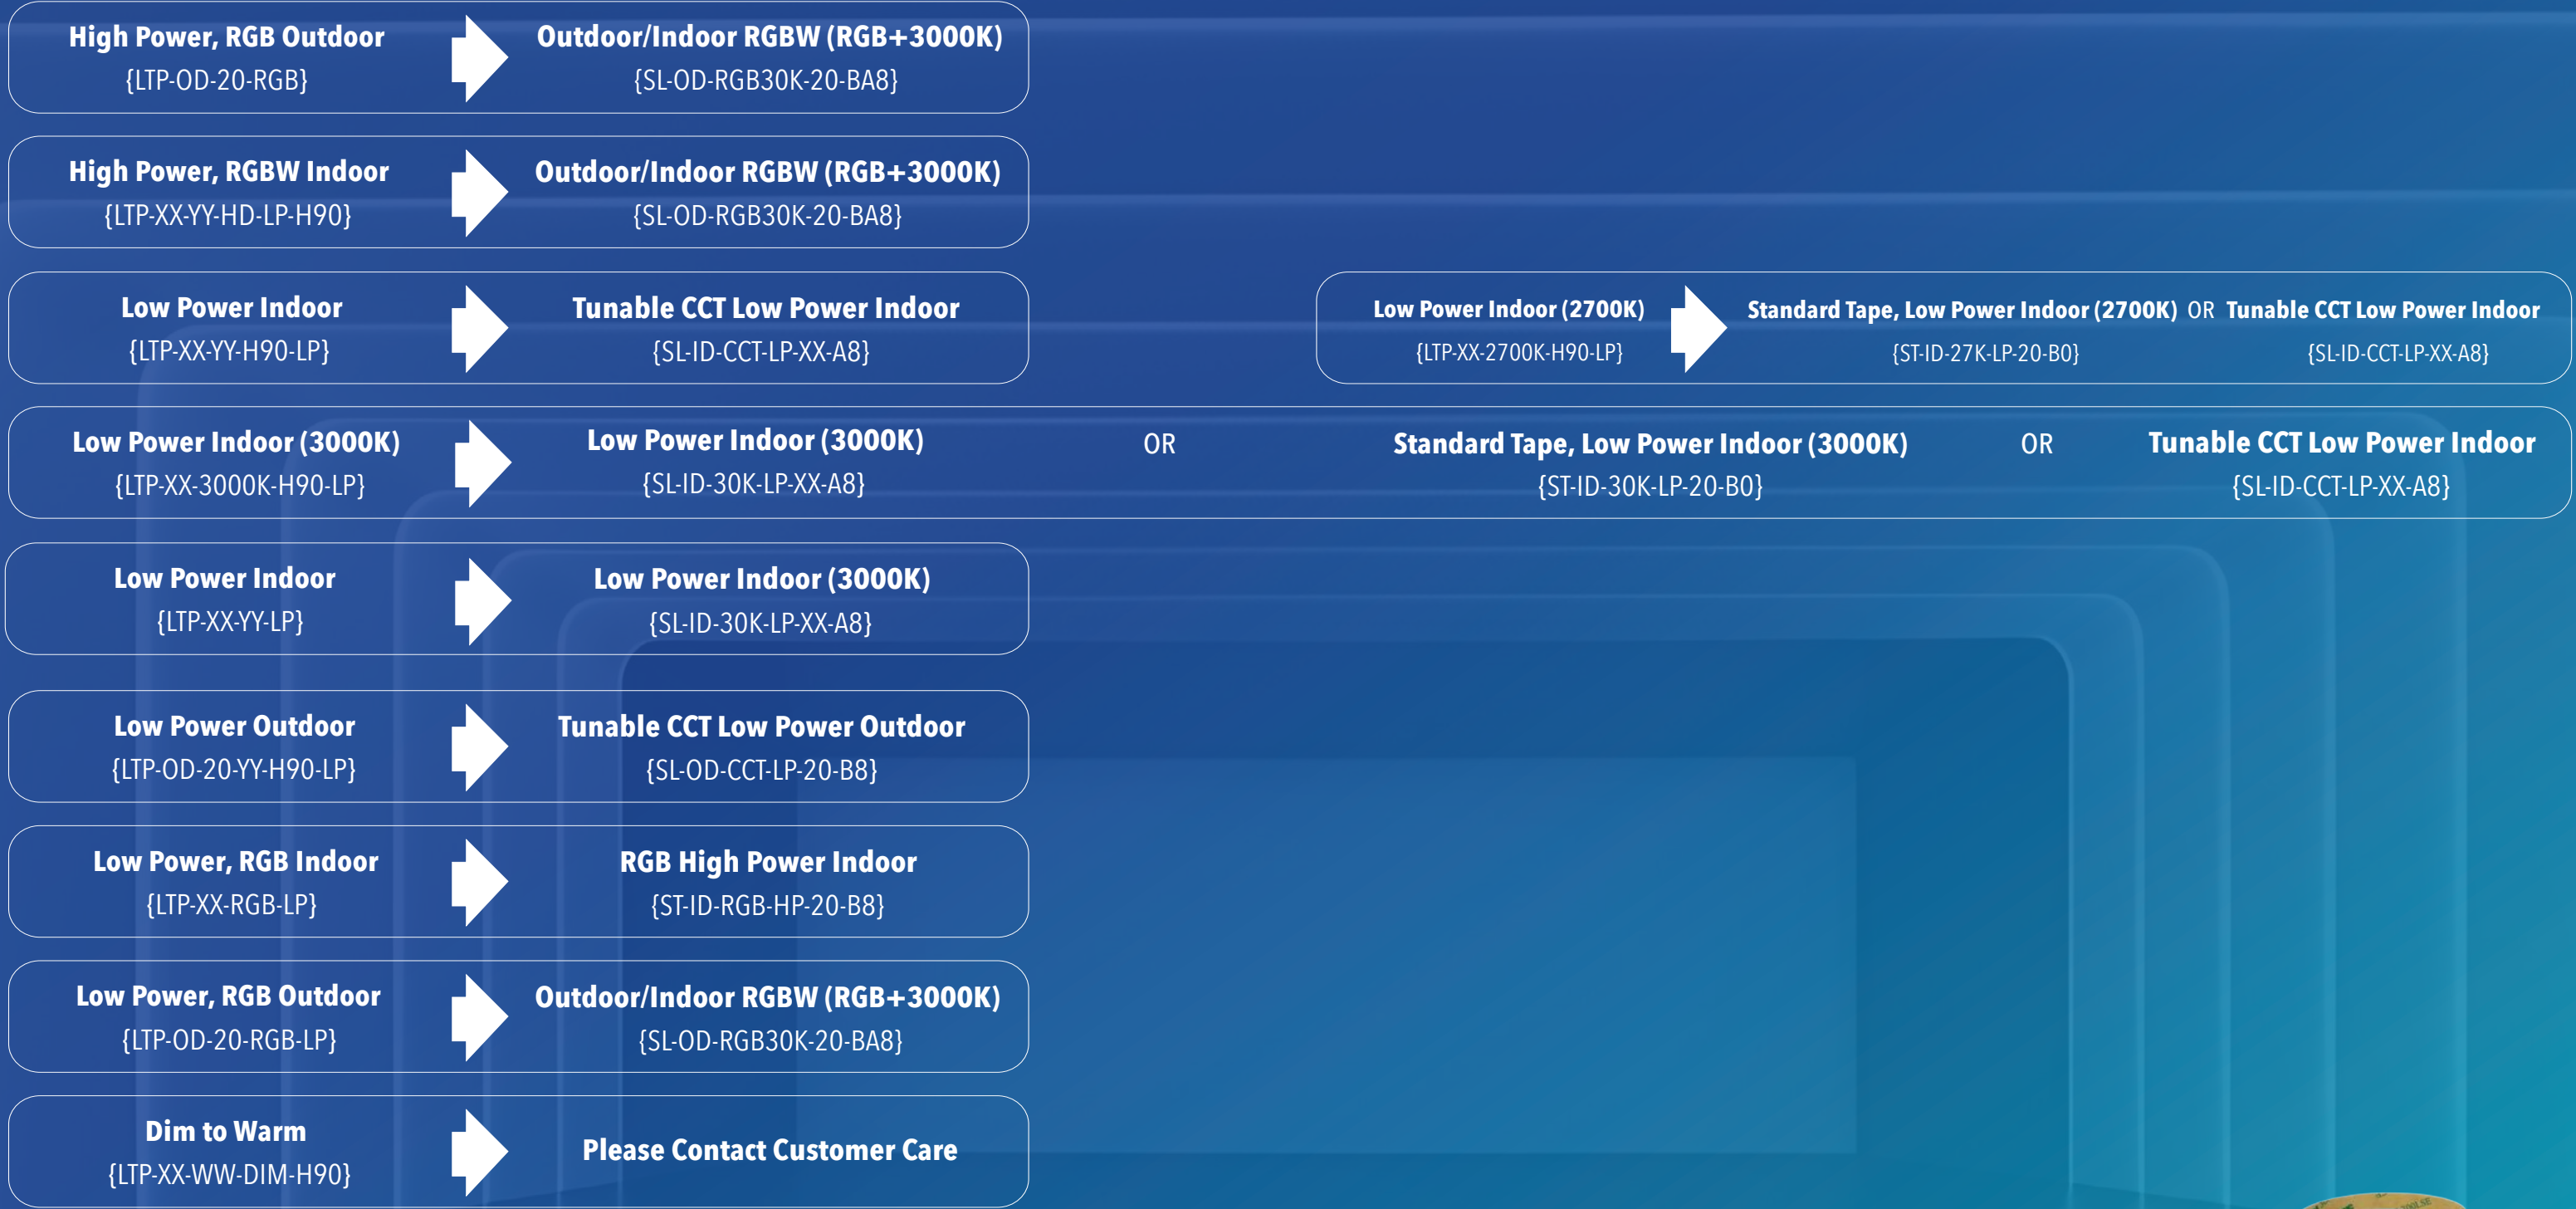 High Power, RGB Outdoor
{LTP-OD-20-RGB}
Outdoor/Indoor RGBW (RGB+3000K)
{SL-OD-RGB30K-20-BA8}
High Power, RGBW Indoor
{LTP-XX-YY-HD-LP-H90}
Outdoor/Indoor RGBW (RGB+3000K)
{SL-OD-RGB30K-20-BA8}
Low Power Indoor
{LTP-XX-YY-H90-LP}
Tunable CCT Low Power Indoor
{SL-ID-CCT-LP-XX-A8}
Low Power Indoor (2700K)
{LTP-XX-2700K-H90-LP}
Standard Tape, Low Power Indoor (2700K)
{ST-ID-27K-LP-20-B0}
OR
Tunable CCT Low Power Indoor
{SL-ID-CCT-LP-XX-A8}
Low Power Indoor (3000K)
{LTP-XX-3000K-H90-LP}
Low Power Indoor (3000K)
{SL-ID-30K-LP-XX-A8}
OR
Standard Tape, Low Power Indoor (3000K)
{ST-ID-30K-LP-20-B0}
OR
Tunable CCT Low Power Indoor
{SL-ID-CCT-LP-XX-A8}
Low Power Indoor
{LTP-XX-YY-LP}
Low Power Indoor (3000K)
{SL-ID-30K-LP-XX-A8}
Low Power Outdoor
{LTP-OD-20-YY-H90-LP}
Tunable CCT Low Power Outdoor
{SL-OD-CCT-LP-20-B8}
Low Power, RGB Indoor
{LTP-XX-RGB-LP}
RGB High Power Indoor
{ST-ID-RGB-HP-20-B8}
Low Power, RGB Outdoor
{LTP-OD-20-RGB-LP}
Outdoor/Indoor RGBW (RGB+3000K)
{SL-OD-RGB30K-20-BA8}
Dim to Warm
{LTP-XX-WW-DIM-H90}
Please Contact Customer Care